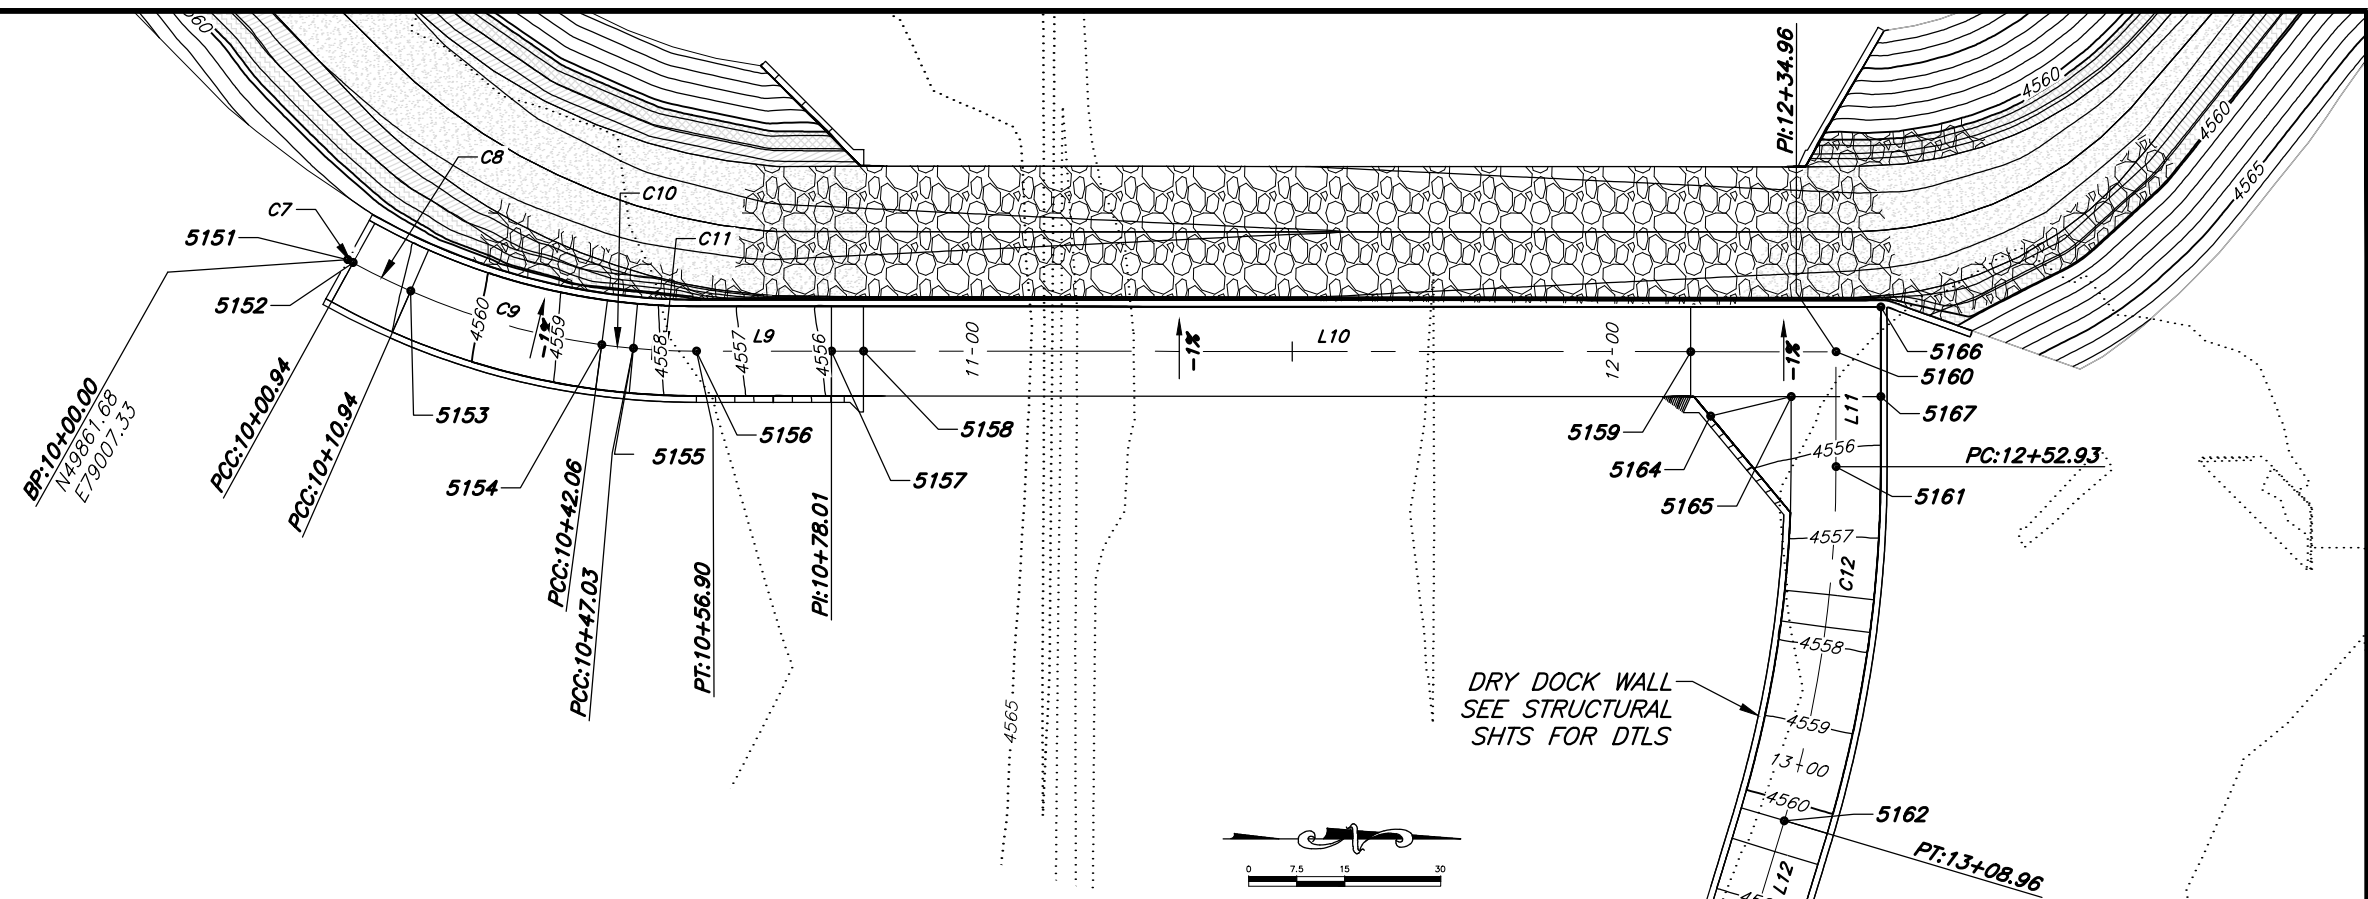 4560
PI:12+34.96
4560
4560
4565
C8
C7
C10
5151
C11
5152
4560
C9
-1%
4559
4558
L9
4557
4556
11+00
-1%
L10
12+00
-1%
5166
5160
BP:10+00.00
N49861.68
E79007.33
PCC:10+00.94
PCC:10+10.94
5153
5154
PCC:10+42.06
5155
PCC:10+47.03
5156
PT:10+56.90
5158
5157
PI:10+78.01
5159
5164
5165
L11
5167
4556
PC:12+52.93
5161
4557
C12
4558
DRY DOCK WALL
SEE STRUCTURAL
SHTS FOR DTLS
4565
4559
13+00
4560
5162
PT:13+08.96
L12
0 7.5 15 30